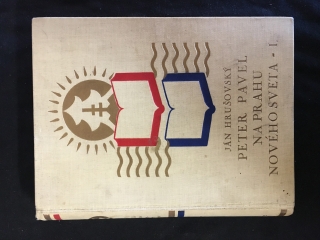 JÁN HRUŠOVSKÝ
PETER PAVEL
NA PRAHU
NOVÉHO SVETA - I.